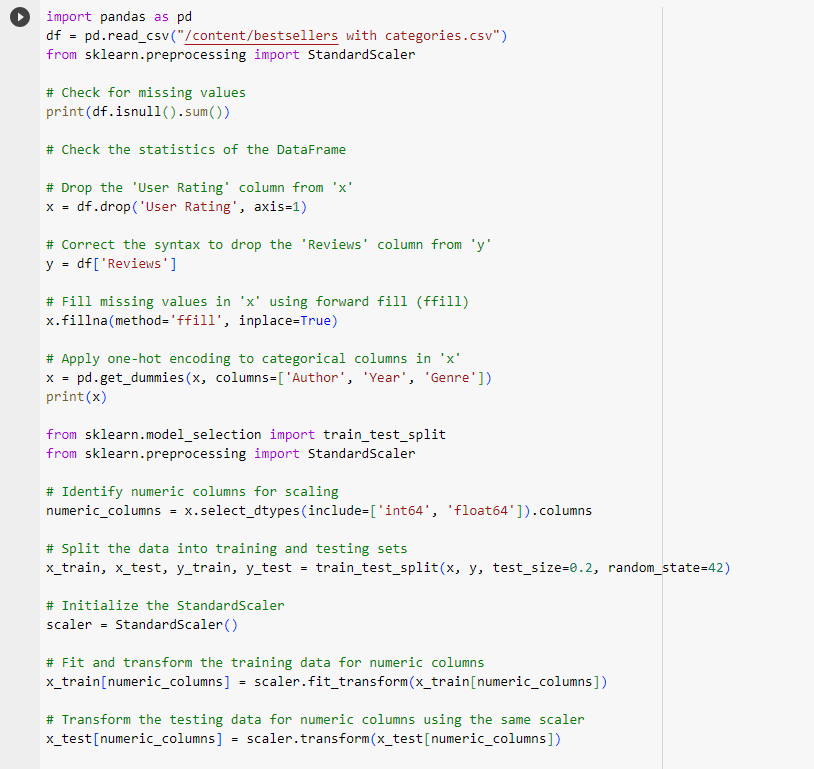 import pandas as pd
df = pd.read_csv("/content/bestsellers with categories.csv")
from sklearn.preprocessing import StandardScaler
# Check for missing values
print(df.isnull().sum())
# Check the statistics of the DataFrame
# Drop the 'User Rating' column from 'x'
x = df.drop('User Rating', axis=1)
# Correct the syntax to drop the 'Reviews' column from 'y'
y = df['Reviews']
# Fill missing values in 'x' using forward fill (ffill)
x.fillna(method='ffill', inplace=True)
# Apply one-hot encoding to categorical columns in 'x'
x = pd.get_dummies(x, columns=['Author', 'Year', 'Genre'])
print(x)
from sklearn.model_selection import train_test_split
from sklearn.preprocessing import StandardScaler
# Identify numeric columns for scaling
numeric_columns = x.select_dtypes(include=['int64', 'float64']).columns
# Split the data into training and testing sets
x_train, x_test, y_train, y_test = train_test_split(x, y, test_size=0.2, random_state=42)
# Initialize the StandardScaler
scaler = StandardScaler()
# Fit and transform the training data for numeric columns
x_train[numeric_columns] = scaler.fit_transform(x_train[numeric_columns])
# Transform the testing data for numeric columns using the same scaler
x_test[numeric_columns] = scaler.transform(x_test[numeric_columns])